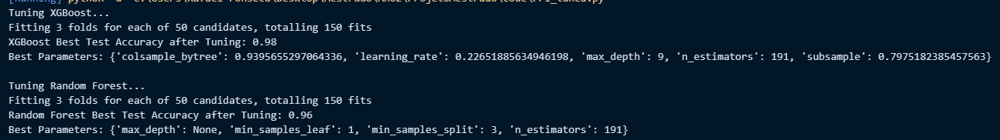 Tuning XGBoost...
Fitting 3 folds for each of 50 candidates, totalling 150 fits
XGBoost Best Test Accuracy after Tuning: 0.98
Best Parameters: {'colsample_bytree': 0.9395655297064336, 'learning_rate': 0.22651885634946198, 'max_depth': 9, 'n_estimators': 191, 'subsample': 0.7975182385457563}
Tuning Random Forest...
Fitting 3 folds for each of 50 candidates, totalling 150 fits
Random Forest Best Test Accuracy after Tuning: 0.96
Best Parameters: {'max_depth': None, 'min_samples_leaf': 1, 'min_samples_split': 3, 'n_estimators': 191}